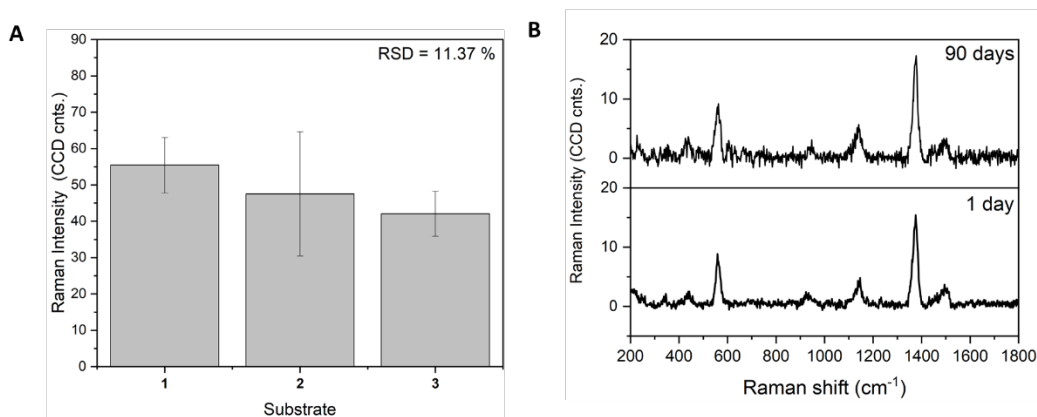 A
RSD = 11.37 %
90
80
70
60
50
40
30
20
10
0
Raman Intensity (CCD cnts.)
1 2 3
Substrate
B
90 days
20
10
0
1 day
20
10
0
Raman Intensity (CCD cnts.)
200 400 600 800 1000 1200 1400 1600 1800
Raman shift (cm⁻¹)